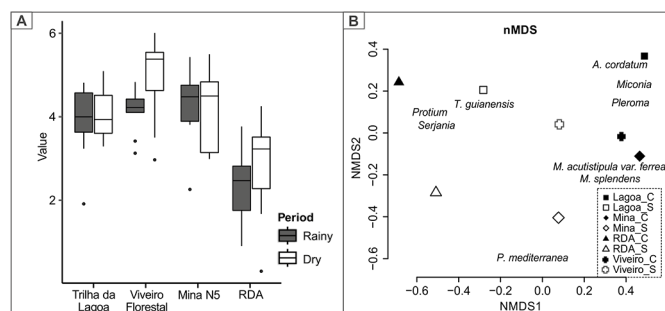 A
Value
6
4
2
Period
Rainy
Dry
Trilha da Lagoa
Viveiro Florestal
Mina N5
RDA
B
nMDS
NMDS2
0.4
0.2
0.0
−0.2
−0.4
−0.6
A. cordatum
Miconia
Pleroma
T. guianensis
Protium
Serjania
M. acutistipula var. ferrea
M. splendens
P. mediterranea
Lagoa_C
Lagoa_S
Mina_C
Mina_S
RDA_C
RDA_S
Viveiro_C
Viveiro_S
−0.6
−0.4
−0.2
0.0
0.2
0.4
0.6
NMDS1